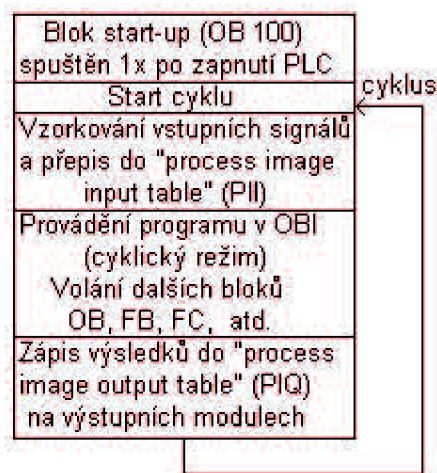 Blok start-up (OB 100)
spuštěn 1x po zapnutí PLC
cyklus
Start cyklu
Vzorkování vstupních signálů
a přepis do "process image
input table" (PII)
Provádění programu v OBI
(cyklický režim)
Volání dalších bloků
OB, FB, FC, atd.
Zápis výsledků do "process
image output table" (PIQ)
na výstupních modulech